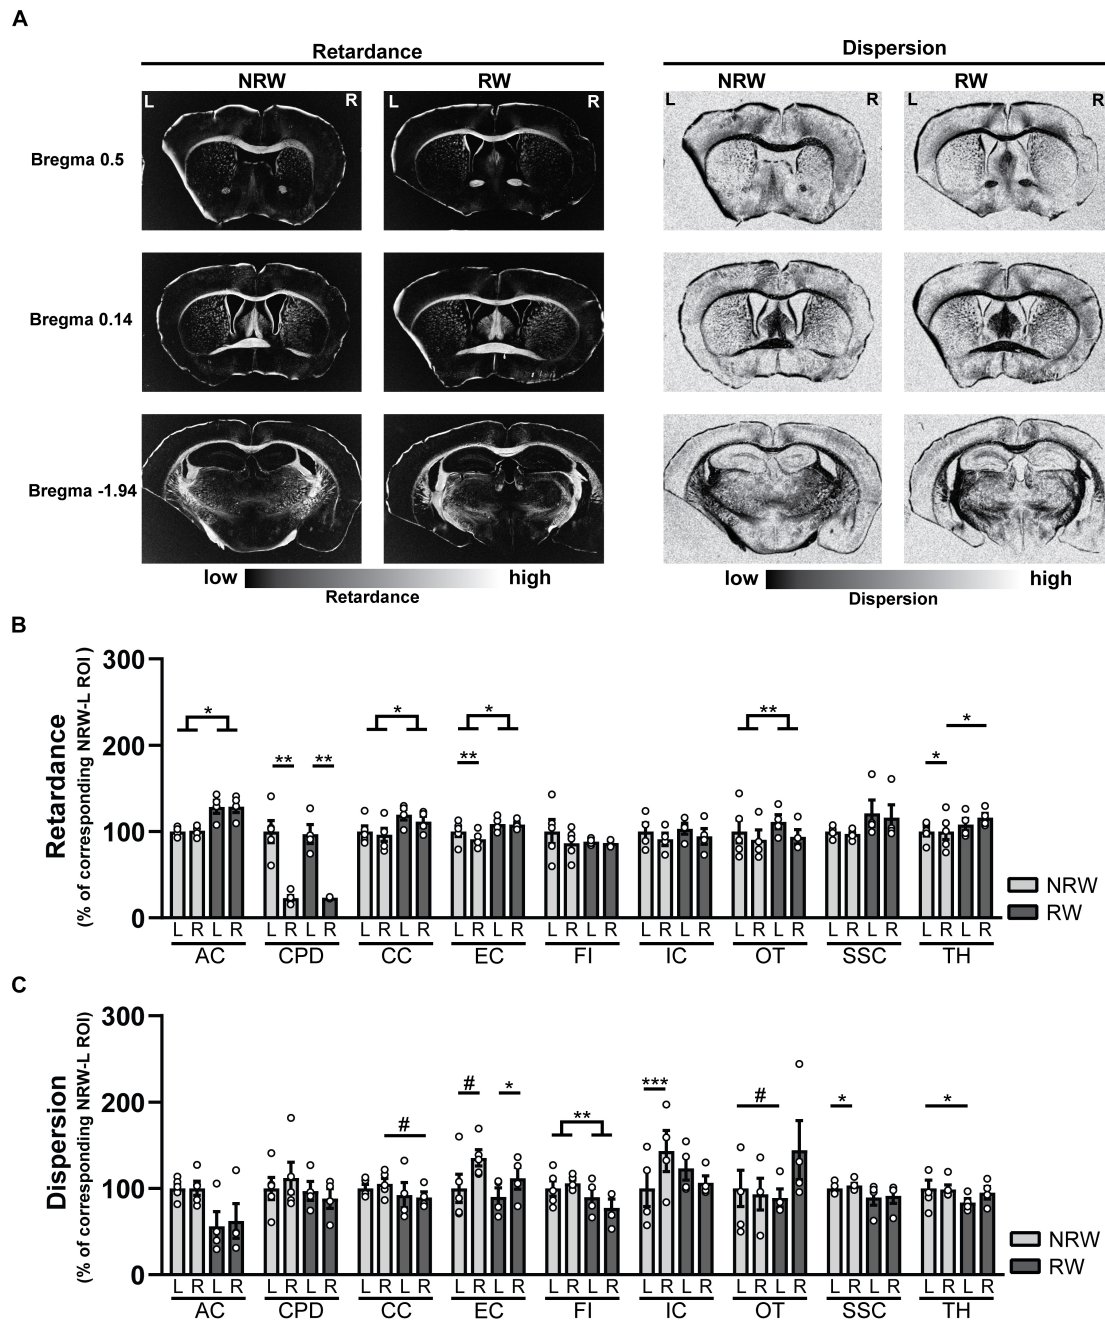 A
Retardance
Dispersion
NRW RW NRW RW
L R L R L R L R
Bregma 0.5
Bregma 0.14
Bregma -1.94
low high low high
Retardance Dispersion
B
Retardance
(% of corresponding NRW-L ROI )
300
200
100
0
* ** ** * * ** ** * *
L R L R L R L R L R L R L R L R L R L R L R L R L R L R L R L R L R L R
AC CPD CC EC FI IC OT SSC TH
NRW
RW
C
Dispersion
(% of corresponding NRW-L ROI)
300
200
100
0
# # * ** *** # * *
L R L R L R L R L R L R L R L R L R L R L R L R L R L R L R L R L R L R
AC CPD CC EC FI IC OT SSC TH
NRW
RW